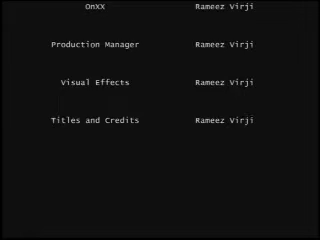 OnXX Rameez Virji
Production Manager Rameez Virji
Visual Effects Rameez Virji
Titles and Credits Rameez Virji